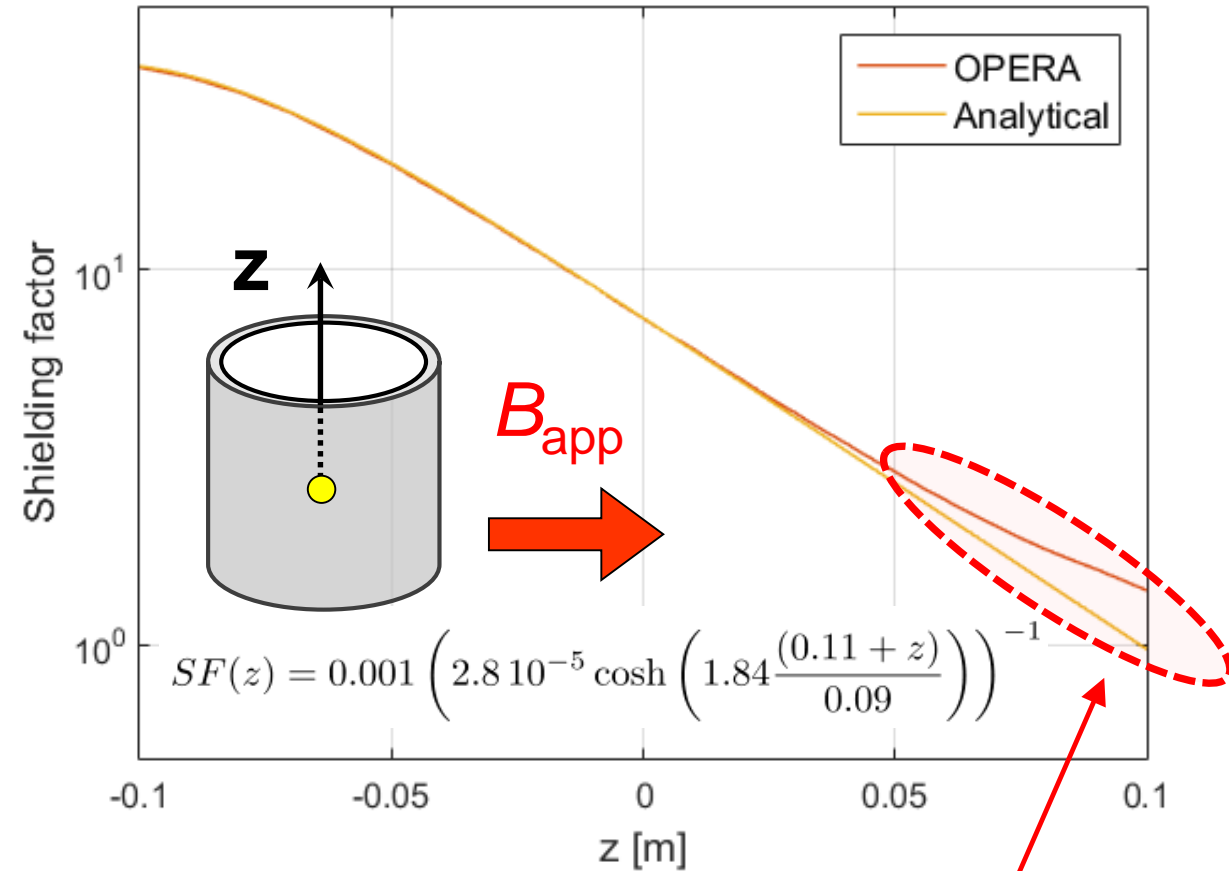 OPERA
Analytical
Shielding factor
10¹
10⁰
z
B_app
SF(z) = 0.001 (2.8 10⁻⁵ cosh (1.84 (0.11 + z)/0.09))⁻¹
-0.1 -0.05 0 0.05 0.1
z [m]